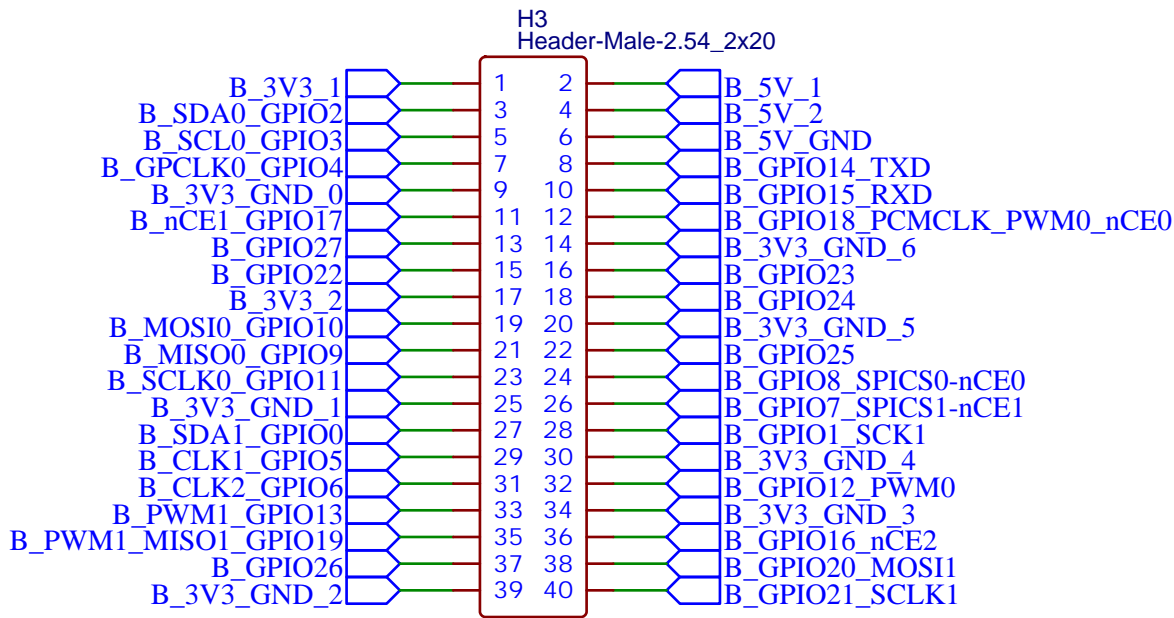 H3
Header-Male-2.54_2x20
B_3V3_1 1 2 B_5V_1
B_SDA0_GPIO2 3 4 B_5V_2
B_SCL0_GPIO3 5 6 B_5V_GND
B_GPCLK0_GPIO4 7 8 B_GPIO14_TXD
B_3V3_GND_0 9 10 B_GPIO15_RXD
B_nCE1_GPIO17 11 12 B_GPIO18_PCMCLK_PWM0_nCE0
B_GPIO27 13 14 B_3V3_GND_6
B_GPIO22 15 16 B_GPIO23
B_3V3_2 17 18 B_GPIO24
B_MOSI0_GPIO10 19 20 B_3V3_GND_5
B_MISO0_GPIO9 21 22 B_GPIO25
B_SCLK0_GPIO11 23 24 B_GPIO8_SPICS0-nCE0
B_3V3_GND_1 25 26 B_GPIO7_SPICS1-nCE1
B_SDA1_GPIO0 27 28 B_GPIO1_SCK1
B_CLK1_GPIO5 29 30 B_3V3_GND_4
B_CLK2_GPIO6 31 32 B_GPIO12_PWM0
B_PWM1_GPIO13 33 34 B_3V3_GND_3
B_PWM1_MISO1_GPIO19 35 36 B_GPIO16_nCE2
B_GPIO26 37 38 B_GPIO20_MOSI1
B_3V3_GND_2 39 40 B_GPIO21_SCLK1